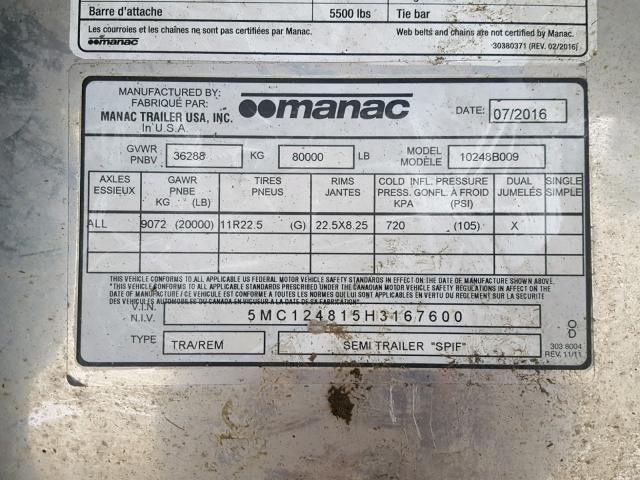 Barre d'attache 5500 lbs Tie bar
Les courroies et les chaines ne sont pas certifiées par Manac. Web belts and chains are not certified by Manac.
manac 30380371 (REV. 02/2016)
MANUFACTURED BY:
FABRIQUÉ PAR:
MANAC TRAILER USA, INC.
In U.S.A.
manac
DATE: 07/2016
GVWR
PNBV 36288 KG 80000 LB MODEL
MODÈLE 10248B009
AXLES
ESSIEUX
GAWR
PNBE
KG (LB)
TIRES
PNEUS
RIMS
JANTES
COLD INFL. PRESSURE
PRESS. GONFL. À FROID
KPA (PSI)
DUAL
JUMELÉS
SINGLE
SIMPLE
ALL 9072 (20000) 11R22.5 (G) 22.5X8.25 720 (105) X
THIS VEHICLE CONFORMS TO ALL APPLICABLE US FEDERAL MOTOR VEHICLE SAFETY STANDARDS IN EFFECT ON THE DATE OF MANUFACTURE SHOWN ABOVE.
V.I.N.
N.I.V. 5MC124815H3167600
TYPE TRA/REM SEMI TRAILER "SPIF"
303 8004
REV. 11/11